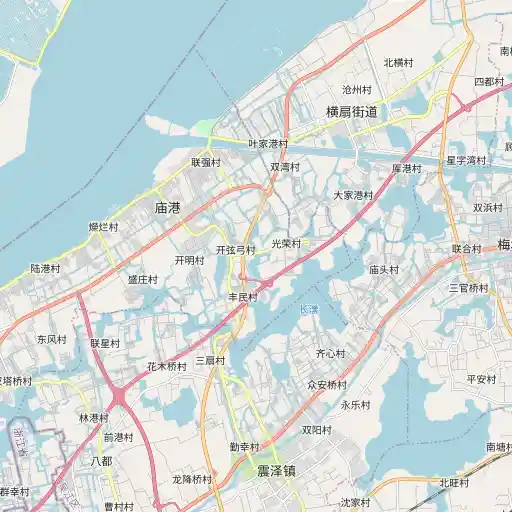 北横村
四都村
沧州村
横扇街道
叶家港村
星字湾村
联强村
双湾村
厍港村
大家港村
庙港
双浜村
爊烂村
光荣村
开弦弓村
联合村
开明村
陆港村
庙头村
盛庄村
三官桥村
丰民村
长漾
东风村
联星村
齐心村
三扇村
花木桥村
众安桥村
平安村
永乐村
林港村
双阳村
前港村
勤幸村
南塘村
八都
震泽镇
龙降桥村
北旺村
群幸村
曹村村
沈家村
浙江省